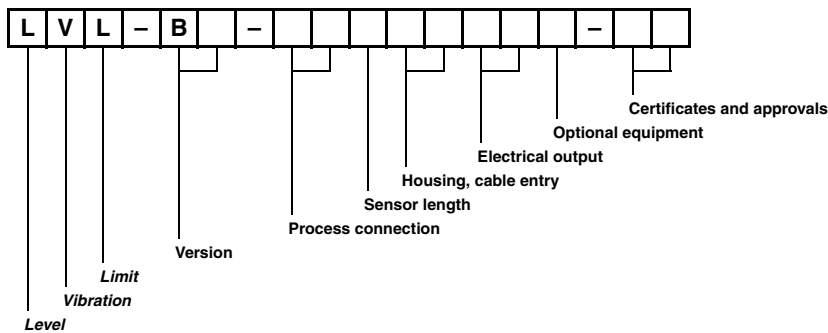 L V L – B –  –
Certificates and approvals
Optional equipment
Electrical output
Housing, cable entry
Sensor length
Process connection
Version
Limit
Vibration
Level